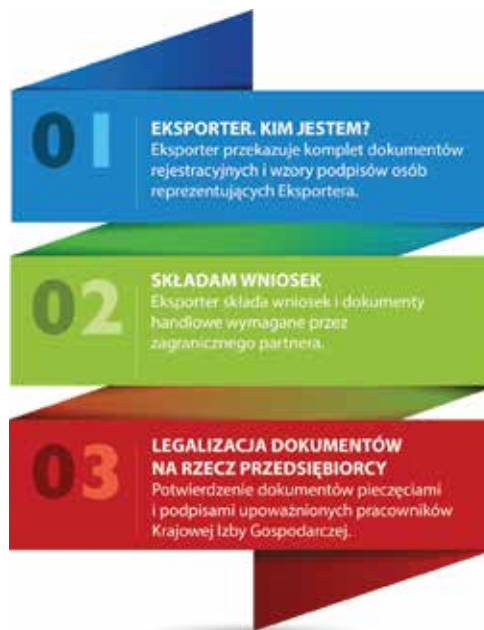 01
EKSPORTER. KIM JESTEM?
Eksporter przekazuje komplet dokumentów
rejestracyjnych i wzory podpisów osób
reprezentujących Eksportera.
02
SKŁADAM WNIOSEK
Eksporter składa wniosek i dokumenty
handlowe wymagane przez
zagranicznego partnera.
03
LEGALIZACJA DOKUMENTÓW
NA RZECZ PRZEDSIĘBIORCY
Potwierdzenie dokumentów pieczęciami
i podpisami upoważnionych pracowników
Krajowej Izby Gospodarczej.